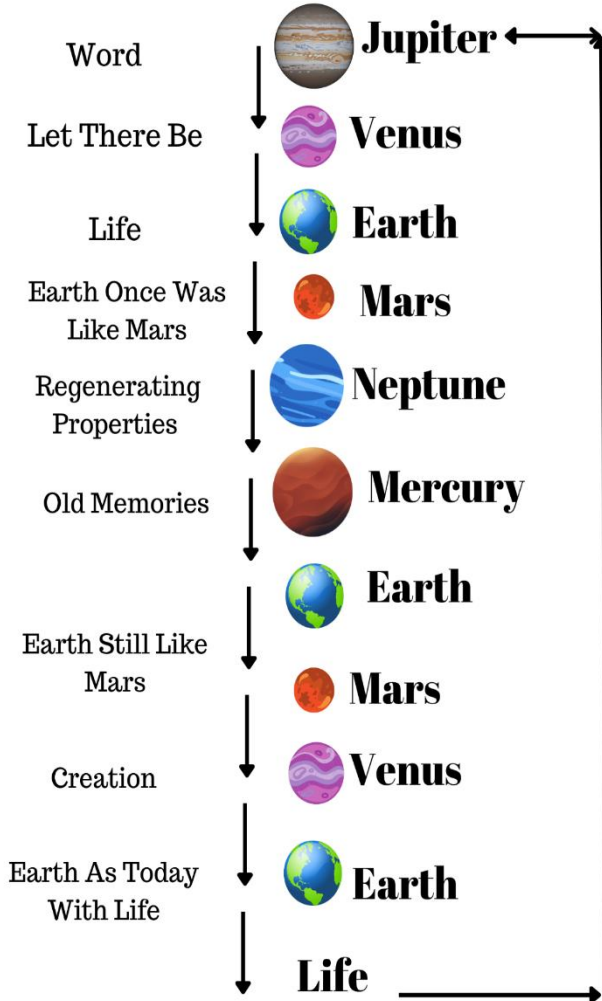 Word
Jupiter
Let There Be
Venus
Life
Earth
Earth Once Was
Like Mars
Mars
Regenerating
Properties
Neptune
Old Memories
Mercury
Earth
Earth Still Like
Mars
Mars
Creation
Venus
Earth As Today
With Life
Earth
Life